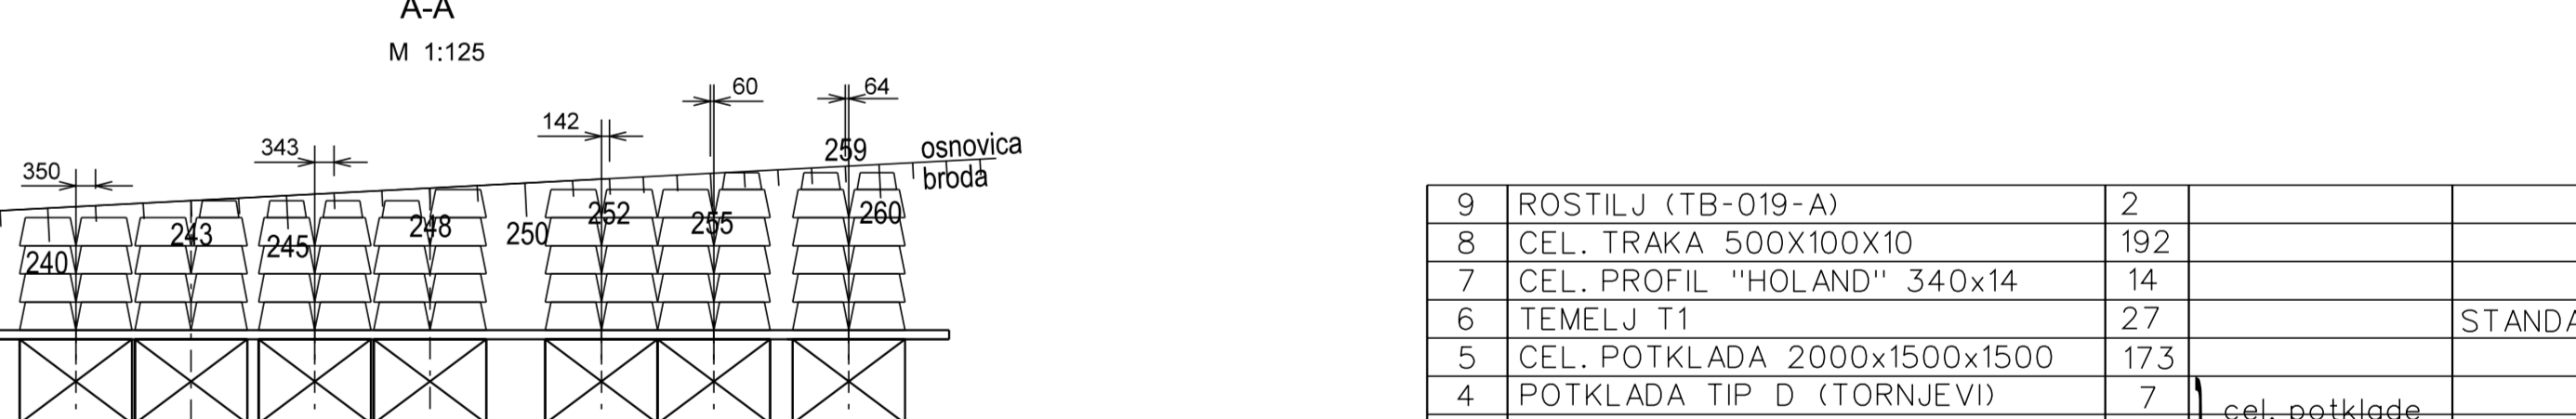 A-A
M 1:125
60
64
142
343
350
259
osnovica
broda
240
243
245
248
250
252
255
260
9 ROSTILJ (TB-019-A) 2
8 CEL. TRAKA 500X100X10 192
7 CEL. PROFIL "HOLAND" 340x14 14
6 TEMELJ T1 27 STANDA
5 CEL. POTKLADA 2000x1500x1500 173
4 POTKLADA TIP D (TORNJEVI) 7
cel. potklade